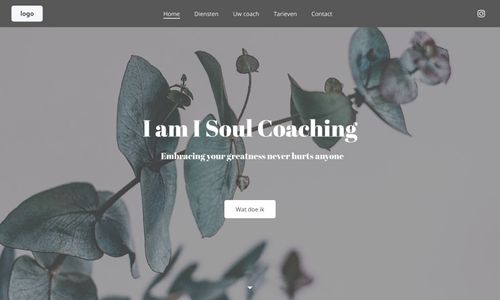 logo
Home
Diensten
Uw coach
Tarieven
Contact
I am I Soul Coaching
Embracing your greatness never hurts anyone
Wat doe ik